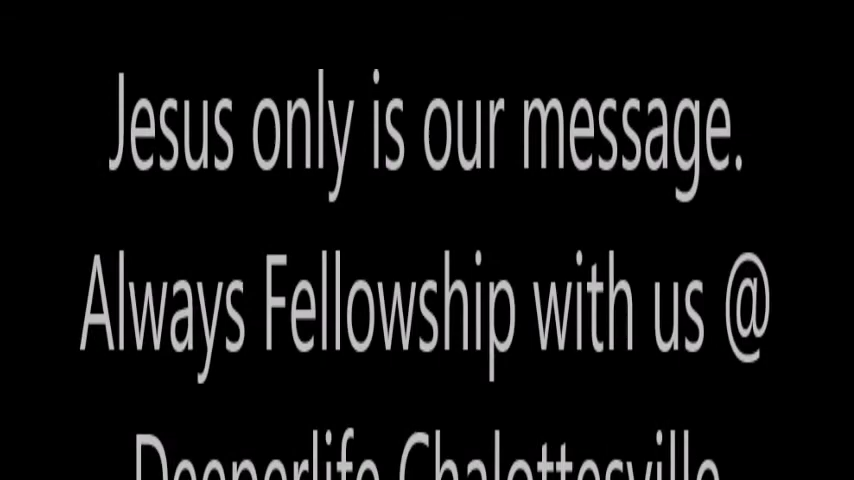 Jesus only is our message.
Always Fellowship with us @
Deeperlife Chalottesville